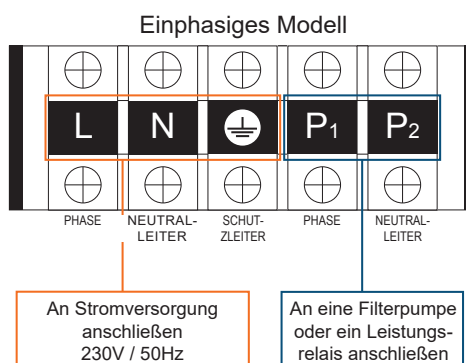 Einphasiges Modell
L N P1 P2
PHASE NEUTRAL- SCHUT- PHASE NEUTRAL-
LEITER ZLEITER LEITER
An Stromversorgung
anschließen
230V / 50Hz
An eine Filterpumpe
oder ein Leistungs-
relais anschließen